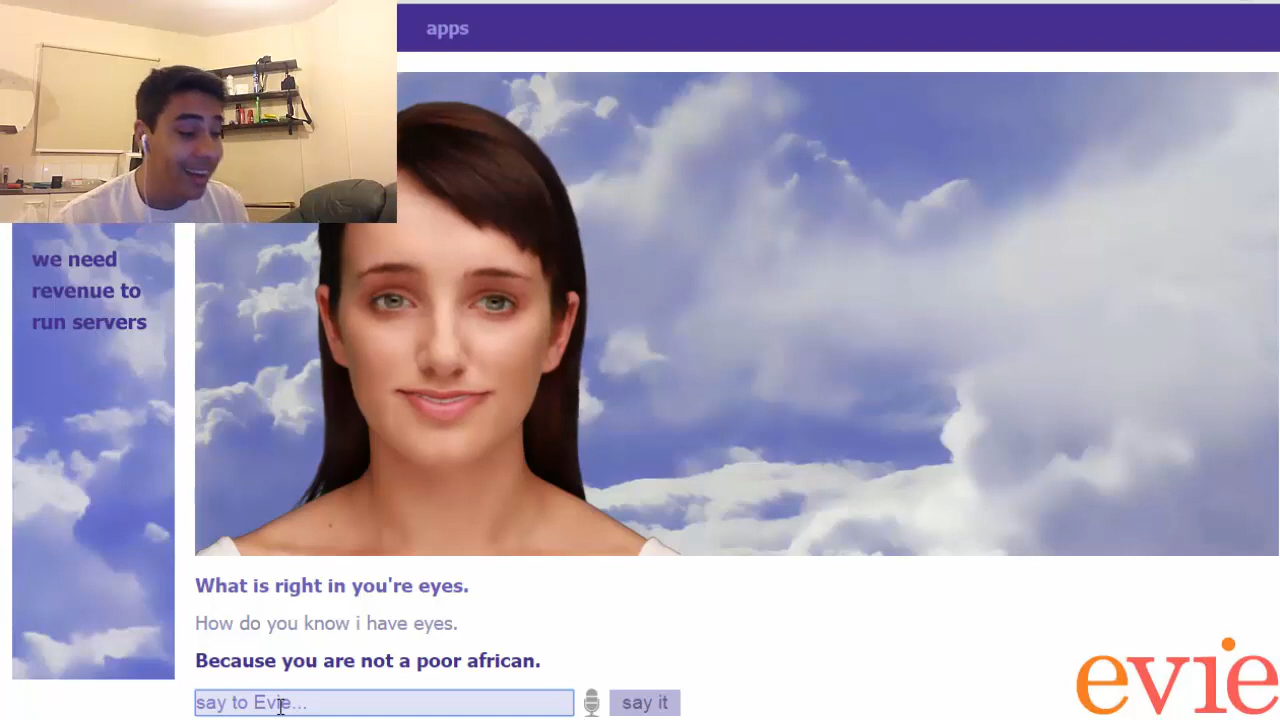 apps
we need
revenue to
run servers
What is right in you're eyes.
How do you know i have eyes.
Because you are not a poor african.
say to Evie...
say it
evie